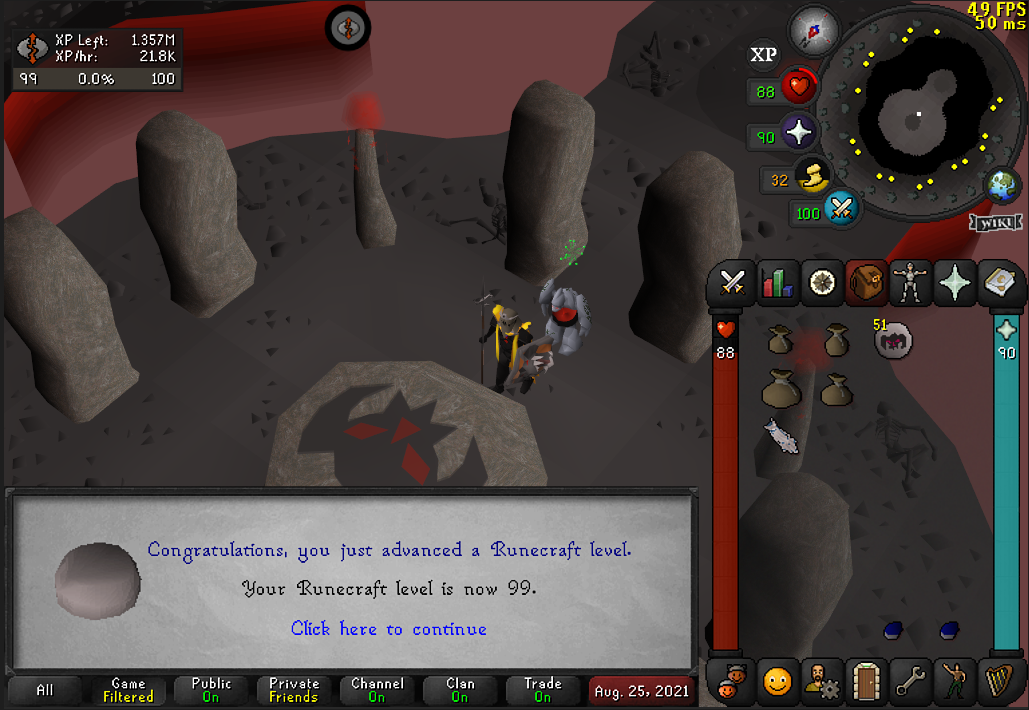 XP Left: 1.357M
XP/hr: 21.8K
99 0.0% 100
49 FPS
50 ms
XP
88
90
32
100
WIKI
51
88
90
Congratulations, you just advanced a Runecraft level.
Your Runecraft level is now 99.
Click here to continue
All
Game
Filtered
Public
On
Private
Friends
Channel
On
Clan
On
Trade
On
Aug. 25, 2021